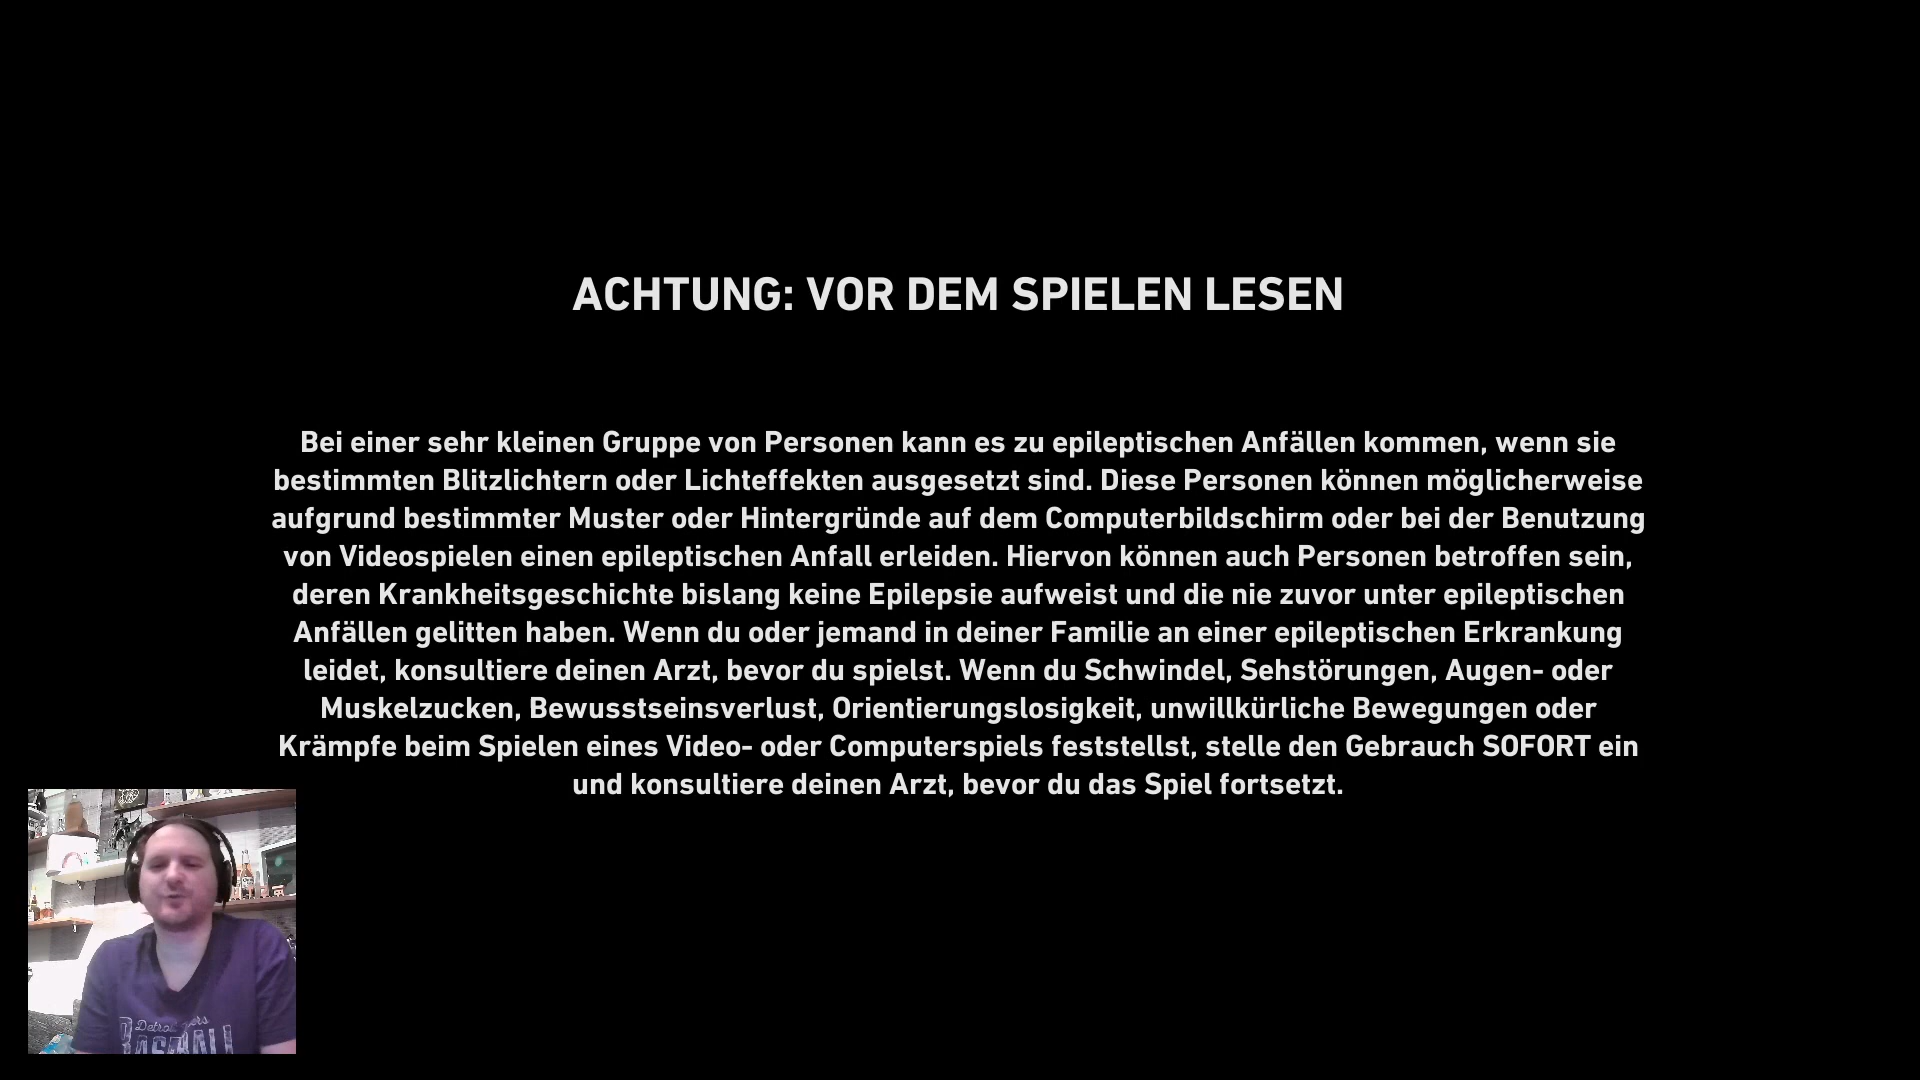 ACHTUNG: VOR DEM SPIELEN LESEN
Bei einer sehr kleinen Gruppe von Personen kann es zu epileptischen Anfällen kommen, wenn sie
bestimmten Blitzlichtern oder Lichteffekten ausgesetzt sind. Diese Personen können möglicherweise
aufgrund bestimmter Muster oder Hintergründe auf dem Computerbildschirm oder bei der Benutzung
von Videospielen einen epileptischen Anfall erleiden. Hiervon können auch Personen betroffen sein,
deren Krankheitsgeschichte bislang keine Epilepsie aufweist und die nie zuvor unter epileptischen
Anfällen gelitten haben. Wenn du oder jemand in deiner Familie an einer epileptischen Erkrankung
leidet, konsultiere deinen Arzt, bevor du spielst. Wenn du Schwindel, Sehstörungen, Augen- oder
Muskelzucken, Bewusstseinsverlust, Orientierungslosigkeit, unwillkürliche Bewegungen oder
Krämpfe beim Spielen eines Video- oder Computerspiels feststellst, stelle den Gebrauch SOFORT ein
und konsultiere deinen Arzt, bevor du das Spiel fortsetzt.
BASEBALL